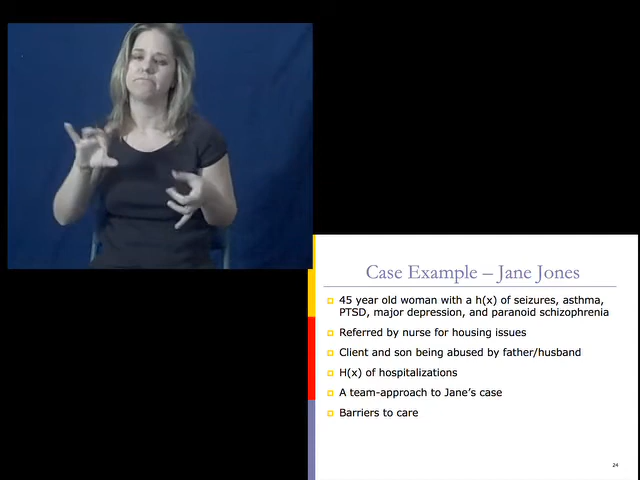 Case Example – Jane Jones
45 year old woman with a h(x) of seizures, asthma,
PTSD, major depression, and paranoid schizophrenia
Referred by nurse for housing issues
Client and son being abused by father/husband
H(x) of hospitalizations
A team-approach to Jane's case
Barriers to care
24